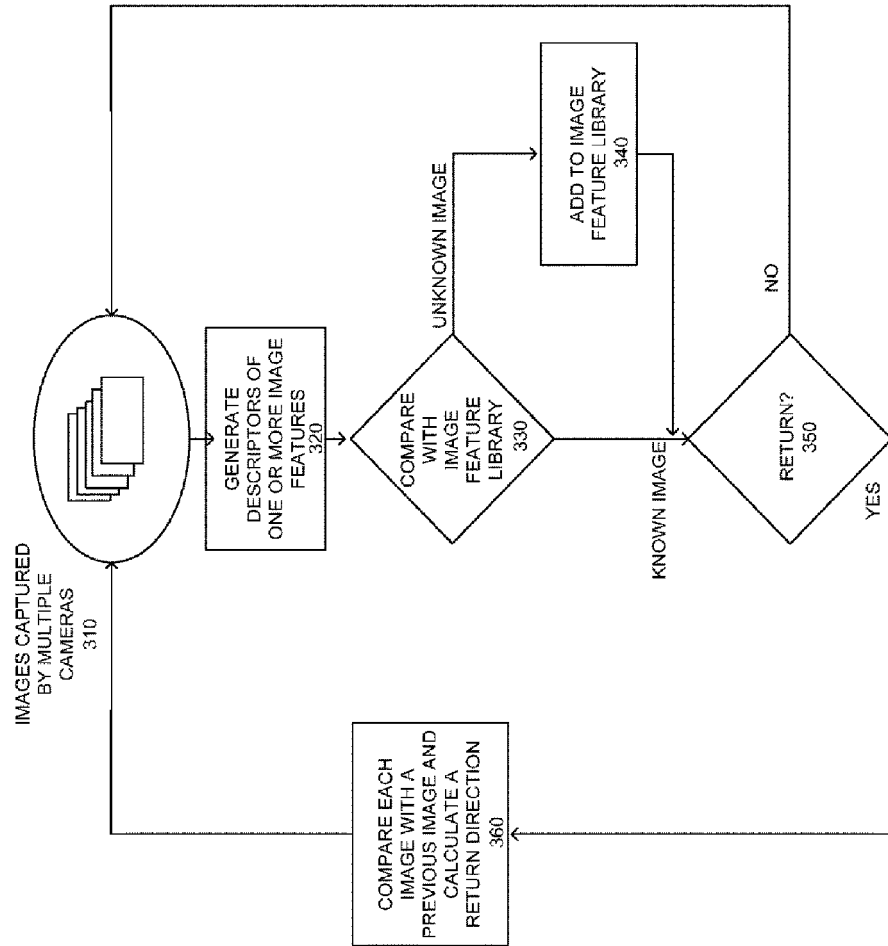 IMAGES CAPTURED
BY MULTIPLE
CAMERAS
310
GENERATE
DESCRIPTORS OF
ONE OR MORE IMAGE
FEATURES
320
COMPARE
WITH
IMAGE
FEATURE
LIBRARY
330
UNKNOWN IMAGE
ADD TO IMAGE
FEATURE LIBRARY
340
KNOWN IMAGE
RETURN?
350
NO
YES
COMPARE EACH
IMAGE WITH A
PREVIOUS IMAGE AND
CALCULATE A
RETURN DIRECTION
360